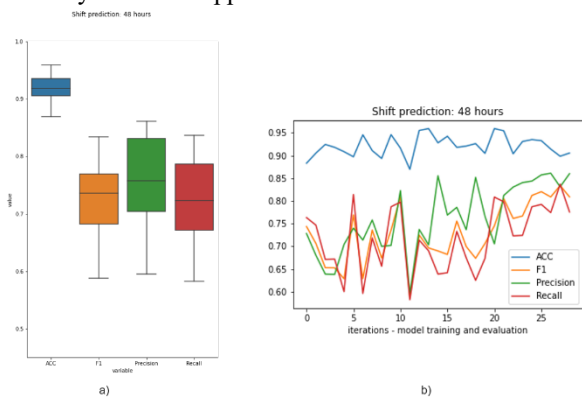 Shift prediction: 48 hours
1.0
0.9
0.8
0.7
0.6
0.5
value
ACC F1 Precision Recall
variable
a)
Shift prediction: 48 hours
0.95
0.90
0.85
0.80
0.75
0.70
0.65
0.60
ACC
F1
Precision
Recall
0 5 10 15 20 25
iterations - model training and evaluation
b)